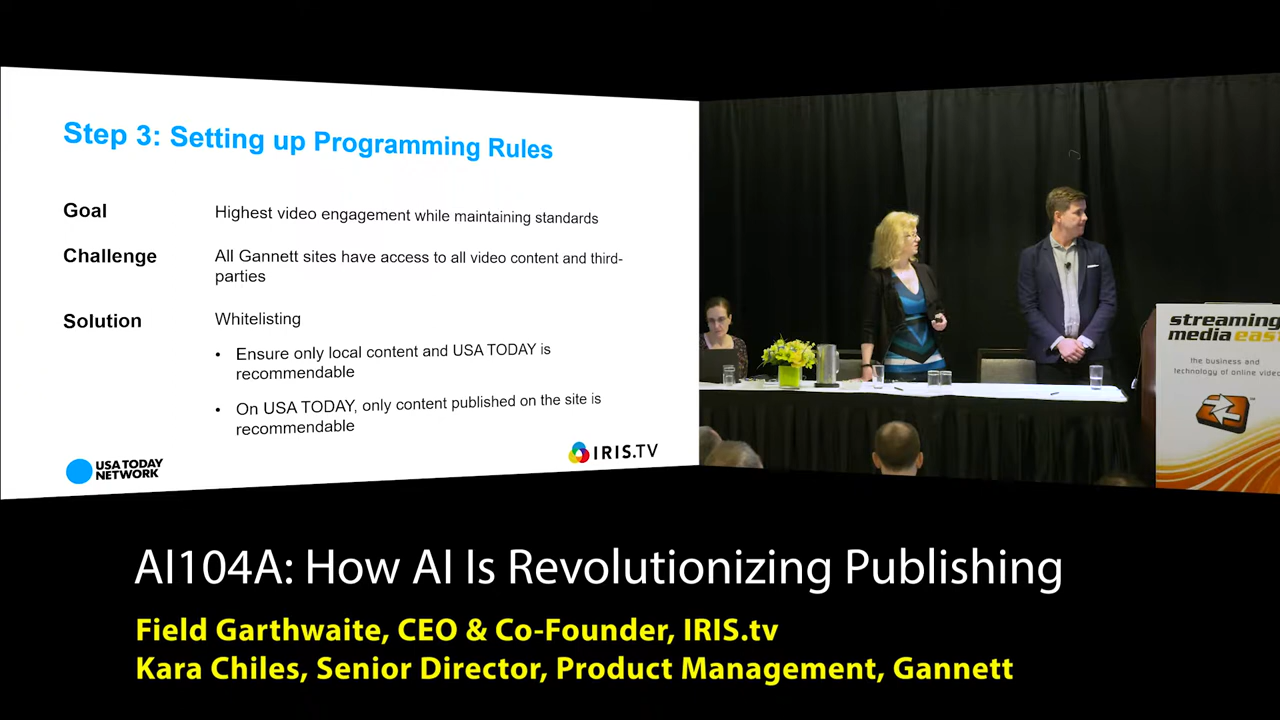 Step 3: Setting up Programming Rules
Goal
Highest video engagement while maintaining standards
Challenge
All Gannett sites have access to all video content and third-
parties
Solution
Whitelisting
• Ensure only local content and USA TODAY is
recommendable
• On USA TODAY, only content published on the site is
recommendable
USA TODAY
NETWORK
IRIS.TV
streaming
media east
the business and
technology of online video
AI104A: How AI Is Revolutionizing Publishing
Field Garthwaite, CEO & Co-Founder, IRIS.tv
Kara Chiles, Senior Director, Product Management, Gannett